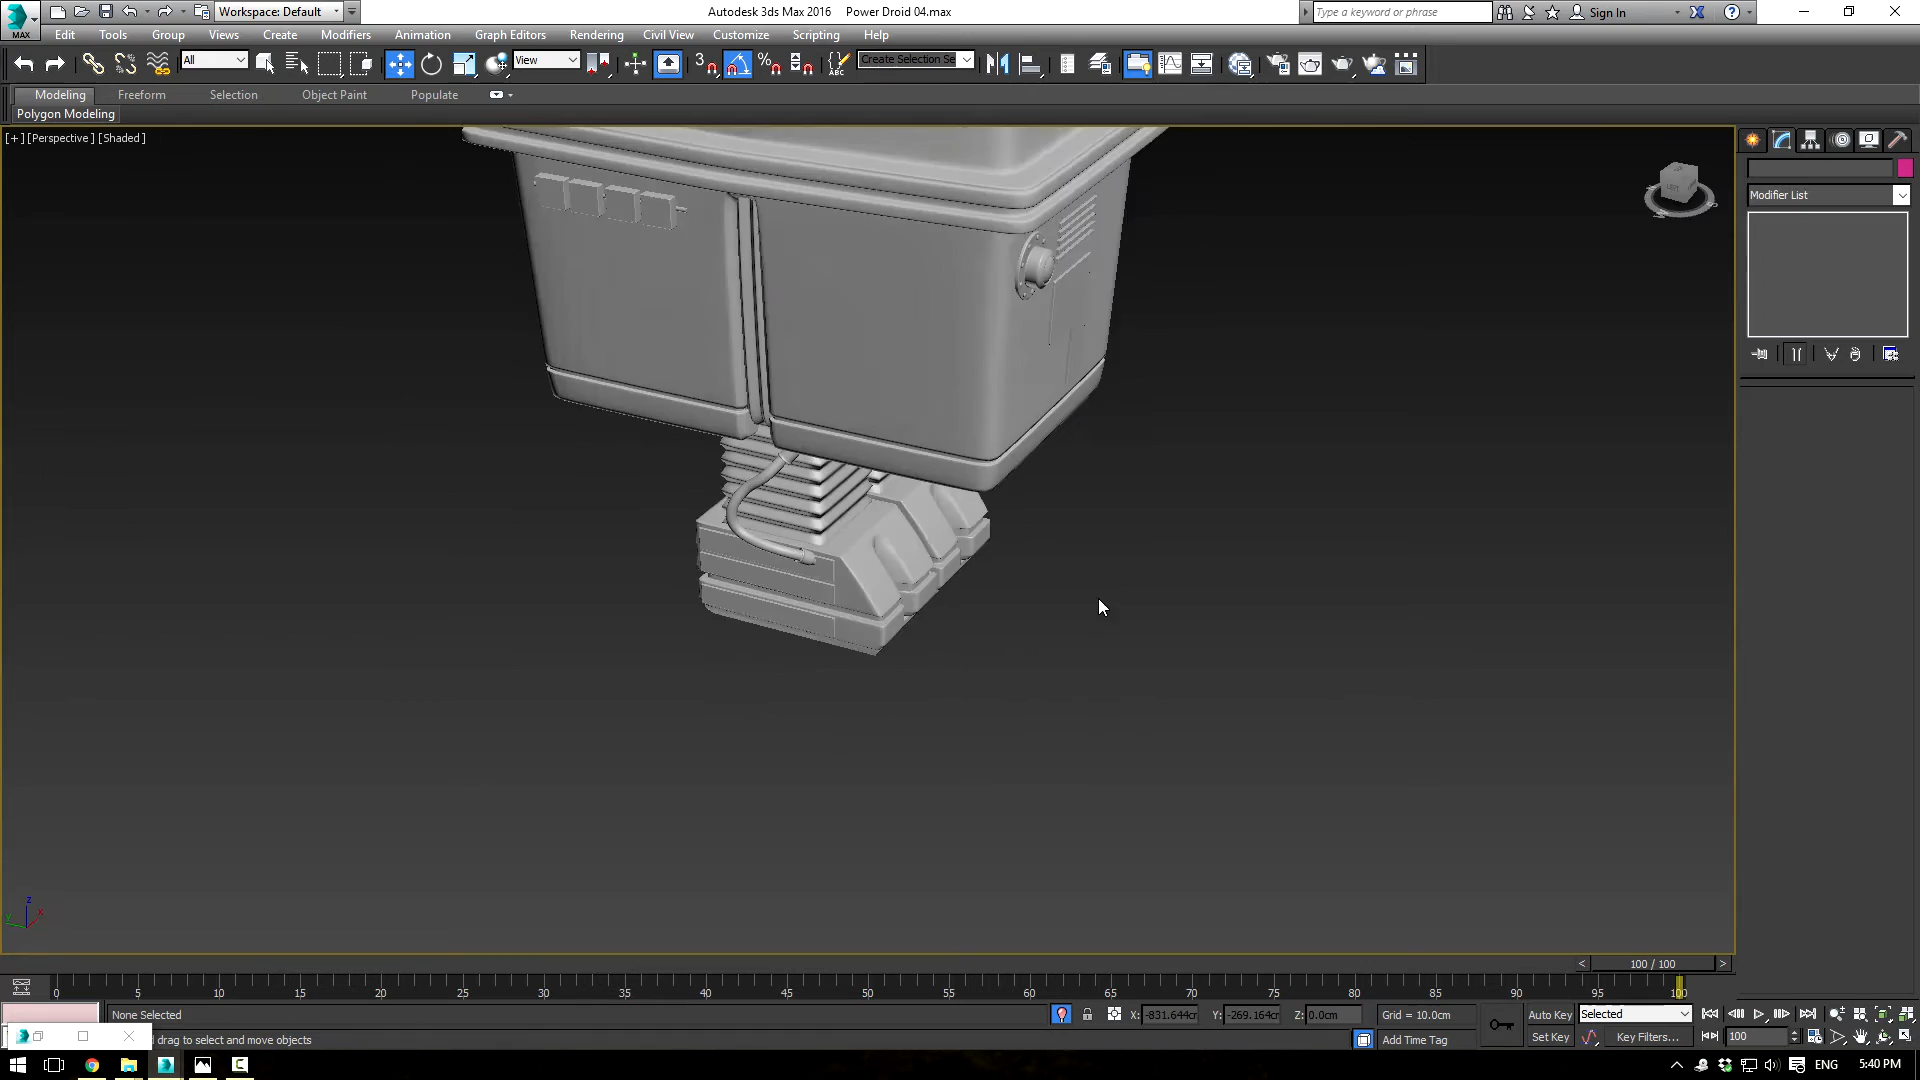 Workspace: Default
Autodesk 3ds Max 2016    Power Droid 04.max
Type a keyword or phrase
Sign In
MAX
Edit Tools Group Views Create Modifiers Animation Graph Editors Rendering Civil View Customize Scripting Help
All
View
3
%
ABC
Create Selection Se
Modeling Freeform Selection Object Paint Populate
Polygon Modeling
[+] [Perspective] [Shaded]
Modifier List
z
x
y
< 100 / 100 >
0 5 10 15 20 25 30 35 40 45 50 55 60 65 70 75 80 85 90 95 100
None Selected
X: -831.644cr Y: -269.164cr Z: 0.0cm
Grid = 10.0cm
Auto Key
Selected
drag to select and move objects
Add Time Tag
Set Key
Key Filters...
100
ENG
5:40 PM